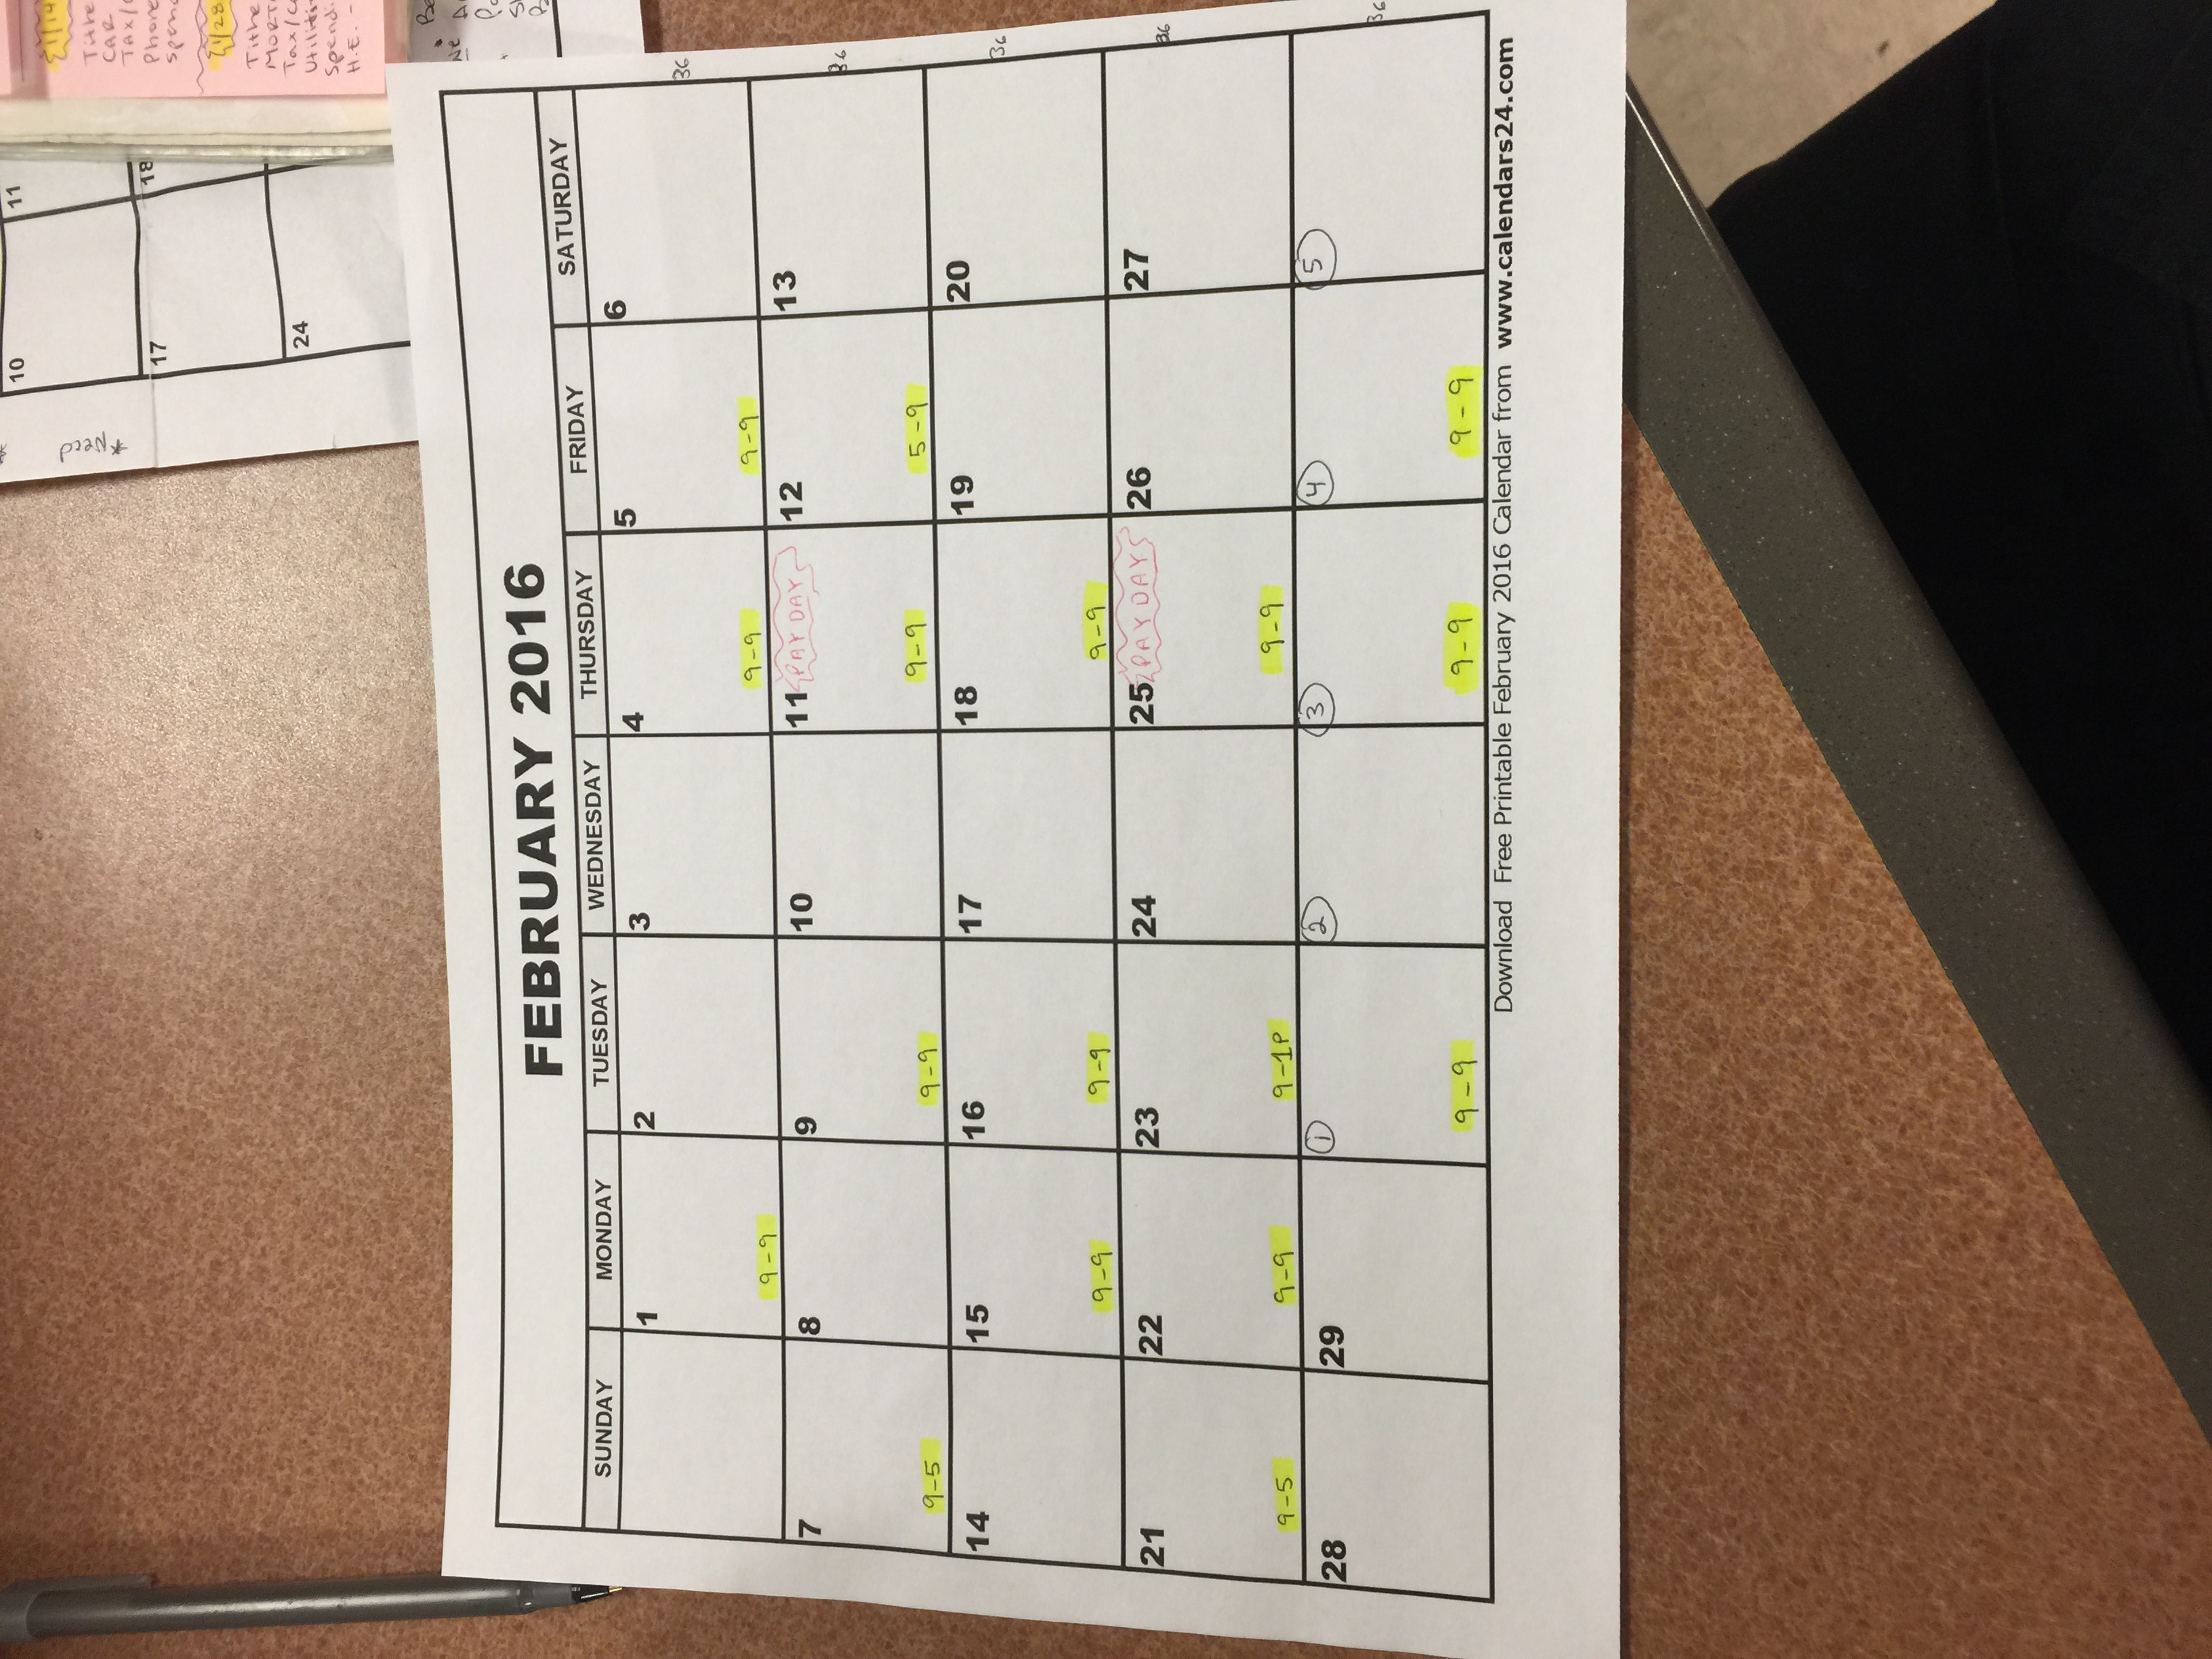 10 11
*Need
17 18
24
1/14
Tithe
CAR
TAX/
Phone
Spend
1/28
Tithe
MORT
Tax/
Utiliti
Spendi
H.E. -
FEBRUARY 2016
SUNDAY MONDAY TUESDAY WEDNESDAY THURSDAY FRIDAY SATURDAY
1 2 3 4 5 6
36
9-9 9-9 9-9
7 8 9 10 11 PAY DAY 12 13
36
9-5 9-9 9-9 5-9
14 15 16 17 18 19 20
36
9-9 9-9 9-9
21 22 23 24 25 PAY DAY 26 27
36
9-5 9-9 9-1P 9-9
28 29 1 2 3 4 5
36
9-9 9-9 9-9
Download Free Printable February 2016 Calendar from www.calendars24.com